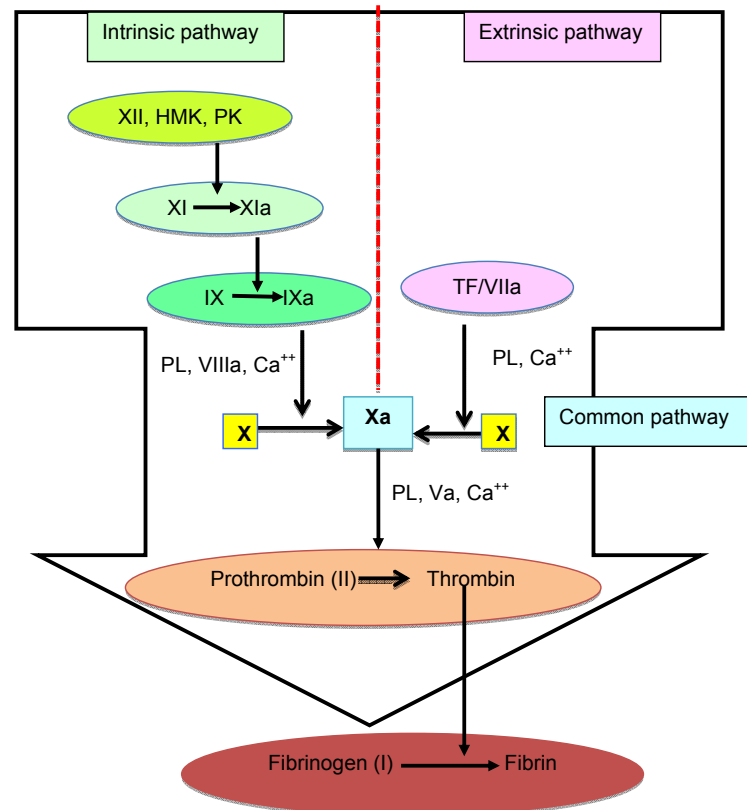 Intrinsic pathway
Extrinsic pathway
XII, HMK, PK
XI XIa
IX IXa
TF/VIIa
PL, VIIIa, Ca++
PL, Ca++
X
Xa
X
Common pathway
PL, Va, Ca++
Prothrombin (II) Thrombin
Fibrinogen (I) Fibrin